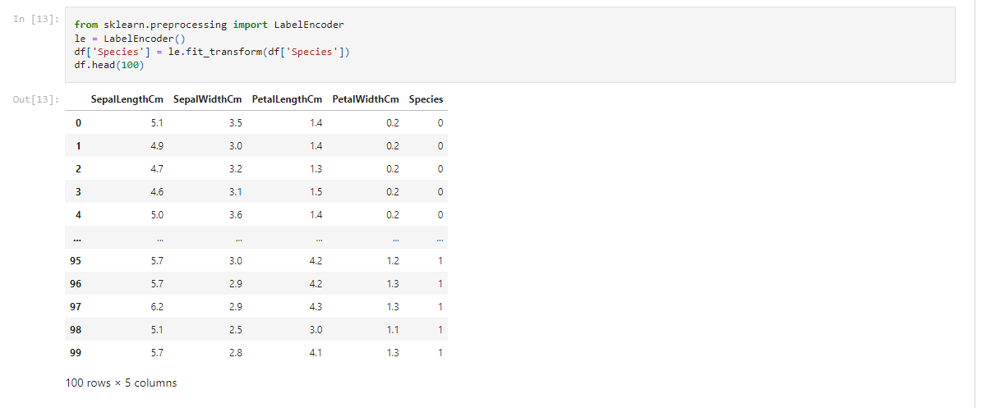 In [13]:
from sklearn.preprocessing import LabelEncoder
le = LabelEncoder()
df['Species'] = le.fit_transform(df['Species'])
df.head(100)
Out[13]:
SepalLengthCm SepalWidthCm PetalLengthCm PetalWidthCm Species
0 5.1 3.5 1.4 0.2 0
1 4.9 3.0 1.4 0.2 0
2 4.7 3.2 1.3 0.2 0
3 4.6 3.1 1.5 0.2 0
4 5.0 3.6 1.4 0.2 0
... ... ... ... ... ...
95 5.7 3.0 4.2 1.2 1
96 5.7 2.9 4.2 1.3 1
97 6.2 2.9 4.3 1.3 1
98 5.1 2.5 3.0 1.1 1
99 5.7 2.8 4.1 1.3 1
100 rows × 5 columns